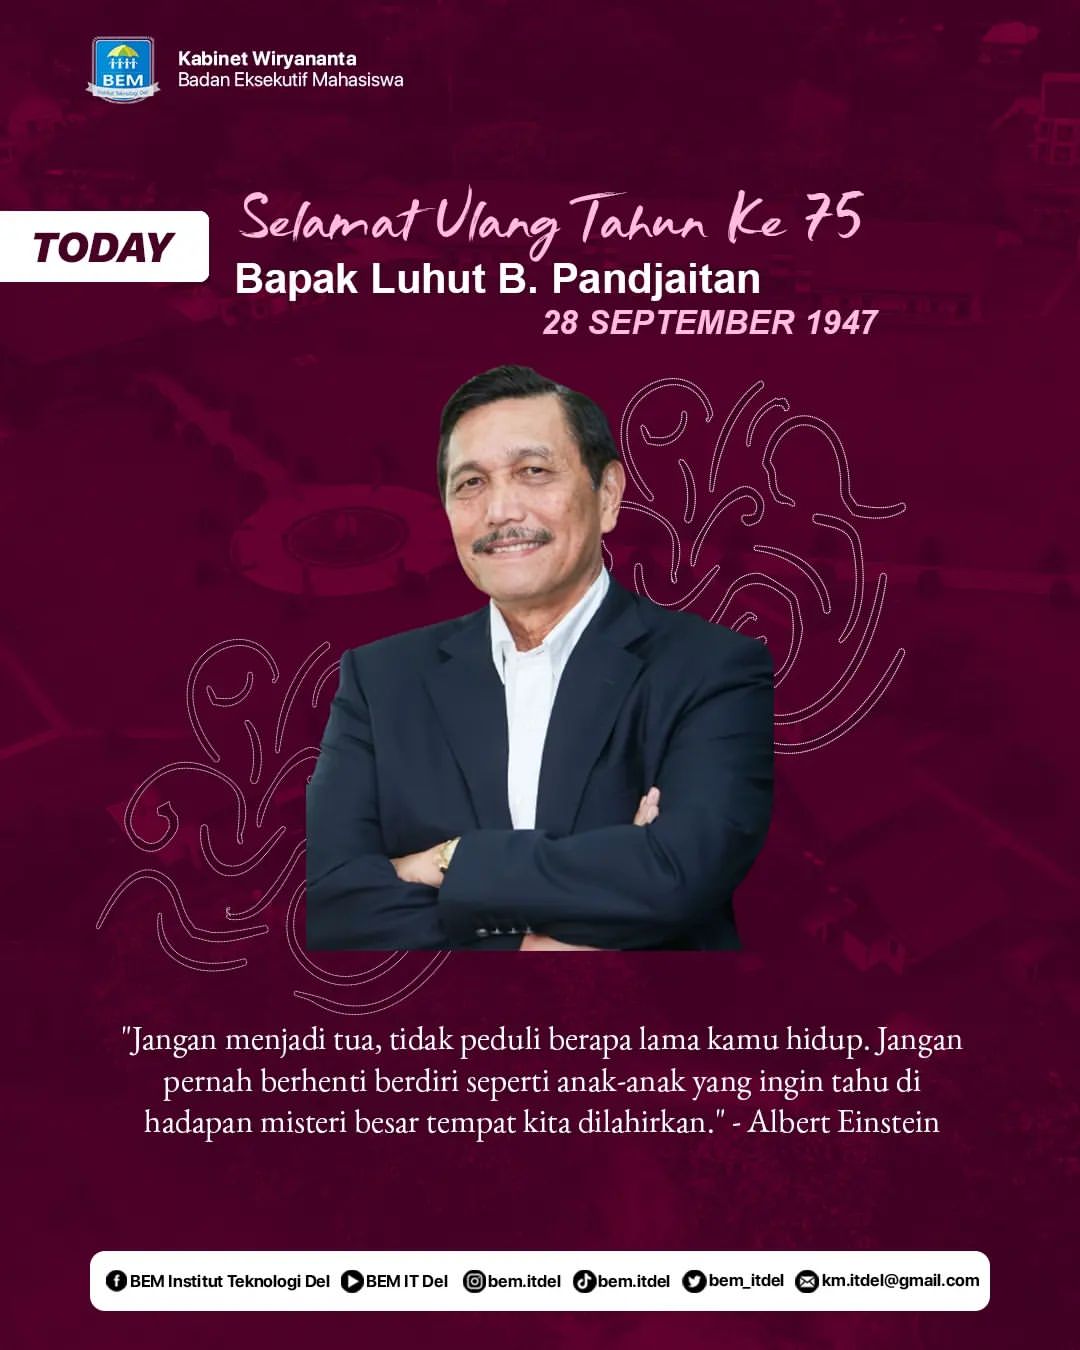 BEM
Institut Teknologi Del
Kabinet Wiryananta
Badan Eksekutif Mahasiswa
TODAY
Selamat Ulang Tahun Ke 75
Bapak Luhut B. Pandjaitan
28 SEPTEMBER 1947
"Jangan menjadi tua, tidak peduli berapa lama kamu hidup. Jangan
pernah berhenti berdiri seperti anak-anak yang ingin tahu di
hadapan misteri besar tempat kita dilahirkan." - Albert Einstein
BEM Institut Teknologi Del BEM IT Del bem.itdel bem.itdel bem_itdel km.itdel@gmail.com